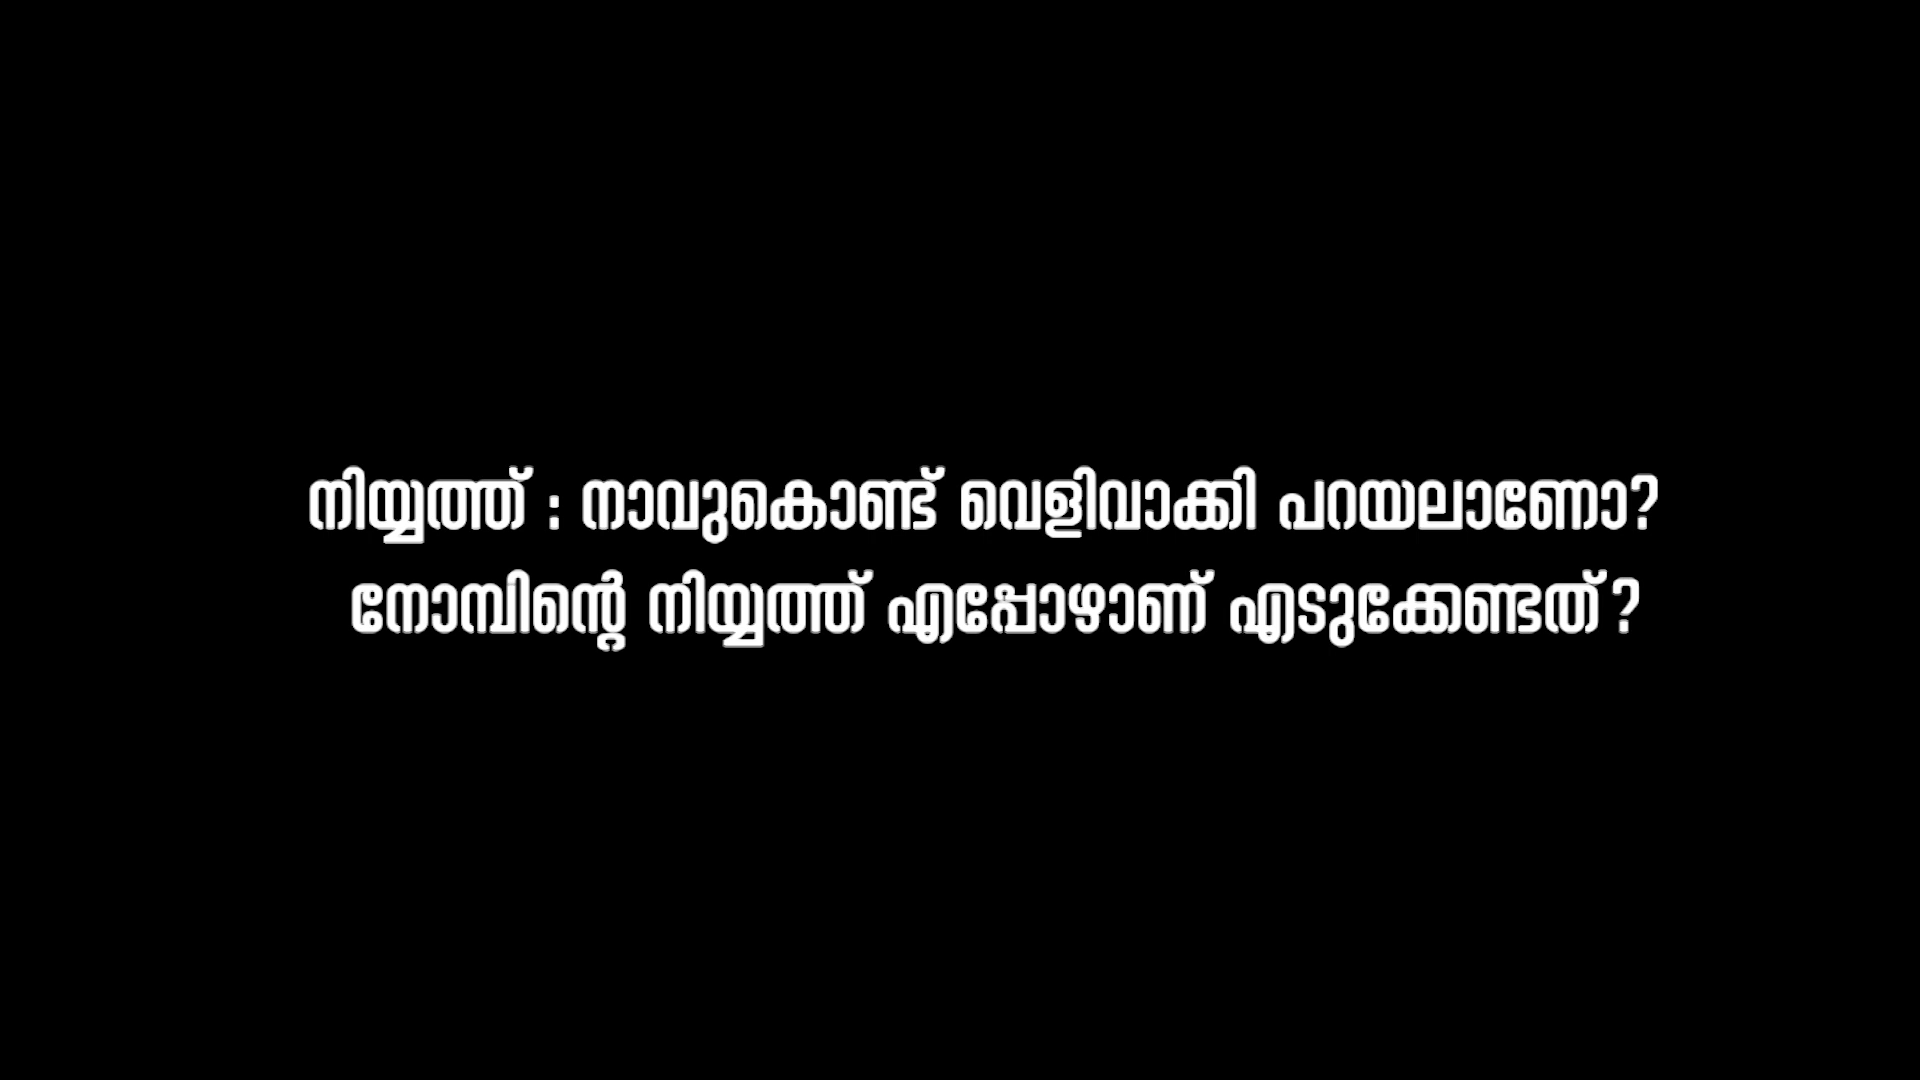 നിയ്യത്ത് : നാവുകൊണ്ട് വെളിവാക്കി പറയലാണോ?
നോമ്പിന്റെ നിയ്യത്ത് എപ്പോഴാണ് എടുക്കേണ്ടത്?